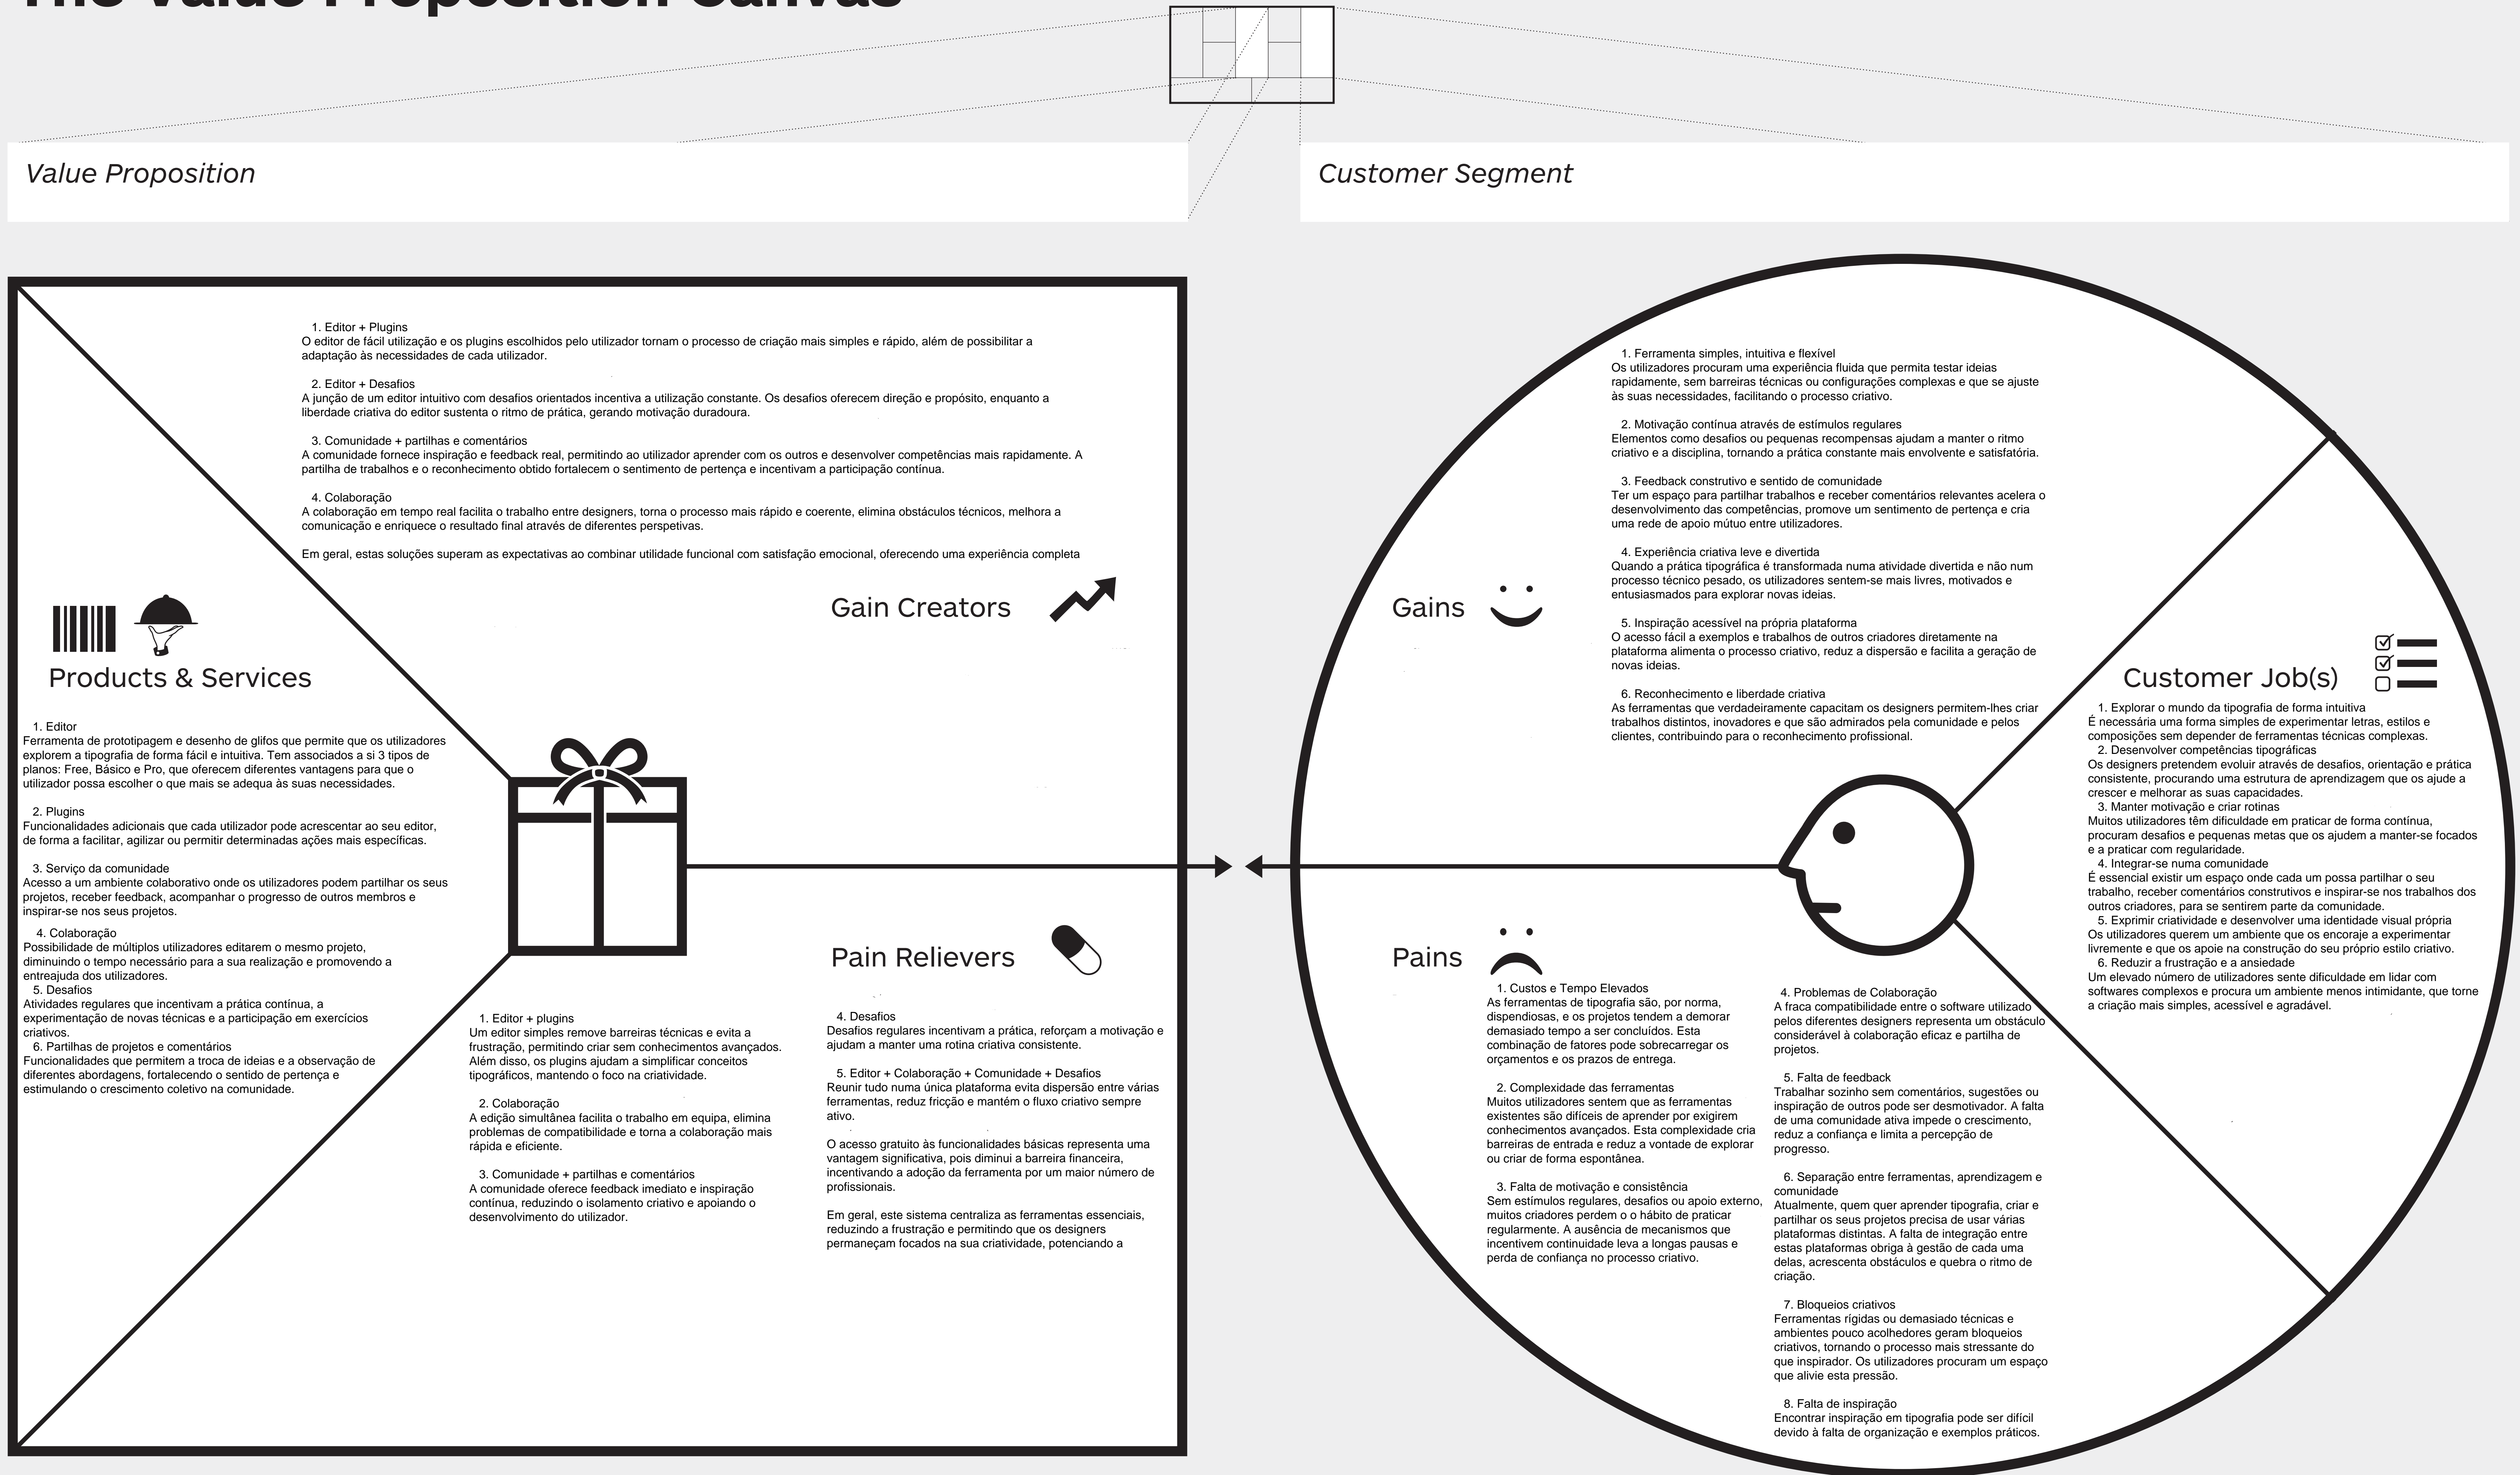 The Value Proposition Canvas
Value Proposition
Customer Segment
1. Editor + Plugins
O editor de fácil utilização e os plugins escolhidos pelo utilizador tornam o processo de criação mais simples e rápido, além de possibilitar a
adaptação às necessidades de cada utilizador.
2. Editor + Desafios
A junção de um editor intuitivo com desafios orientados incentiva a utilização constante. Os desafios oferecem direção e propósito, enquanto a
liberdade criativa do editor sustenta o ritmo de prática, gerando motivação duradoura.
3. Comunidade + partilhas e comentários
A comunidade fornece inspiração e feedback real, permitindo ao utilizador aprender com os outros e desenvolver competências mais rapidamente. A
partilha de trabalhos e o reconhecimento obtido fortalecem o sentimento de pertença e incentivam a participação contínua.
4. Colaboração
A colaboração em tempo real facilita o trabalho entre designers, torna o processo mais rápido e coerente, elimina obstáculos técnicos, melhora a
comunicação e enriquece o resultado final através de diferentes perspetivas.
Em geral, estas soluções superam as expectativas ao combinar utilidade funcional com satisfação emocional, oferecendo uma experiência completa
Gain Creators
Products & Services
1. Editor
Ferramenta de prototipagem e desenho de glifos que permite que os utilizadores
explorem a tipografia de forma fácil e intuitiva. Tem associados a si 3 tipos de
planos: Free, Básico e Pro, que oferecem diferentes vantagens para que o
utilizador possa escolher o que mais se adequa às suas necessidades.
2. Plugins
Funcionalidades adicionais que cada utilizador pode acrescentar ao seu editor,
de forma a facilitar, agilizar ou permitir determinadas ações mais específicas.
3. Serviço da comunidade
Acesso a um ambiente colaborativo onde os utilizadores podem partilhar os seus
projetos, receber feedback, acompanhar o progresso de outros membros e
inspirar-se nos seus projetos.
4. Colaboração
Possibilidade de múltiplos utilizadores editarem o mesmo projeto,
diminuindo o tempo necessário para a sua realização e promovendo a
entreajuda dos utilizadores.
5. Desafios
Atividades regulares que incentivam a prática contínua, a
experimentação de novas técnicas e a participação em exercícios
criativos.
6. Partilhas de projetos e comentários
Funcionalidades que permitem a troca de ideias e a observação de
diferentes abordagens, fortalecendo o sentido de pertença e
estimulando o crescimento coletivo na comunidade.
Pain Relievers
1. Editor + plugins
Um editor simples remove barreiras técnicas e evita a
frustração, permitindo criar sem conhecimentos avançados.
Além disso, os plugins ajudam a simplificar conceitos
tipográficos, mantendo o foco na criatividade.
2. Colaboração
A edição simultânea facilita o trabalho em equipa, elimina
problemas de compatibilidade e torna a colaboração mais
rápida e eficiente.
3. Comunidade + partilhas e comentários
A comunidade oferece feedback imediato e inspiração
contínua, reduzindo o isolamento criativo e apoiando o
desenvolvimento do utilizador.
4. Desafios
Desafios regulares incentivam a prática, reforçam a motivação e
ajudam a manter uma rotina criativa consistente.
5. Editor + Colaboração + Comunidade + Desafios
Reunir tudo numa única plataforma evita dispersão entre várias
ferramentas, reduz fricção e mantém o fluxo criativo sempre
ativo.
O acesso gratuito às funcionalidades básicas representa uma
vantagem significativa, pois diminui a barreira financeira,
incentivando a adoção da ferramenta por um maior número de
profissionais.
Em geral, este sistema centraliza as ferramentas essenciais,
reduzindo a frustração e permitindo que os designers
permaneçam focados na sua criatividade, potenciando a
1. Ferramenta simples, intuitiva e flexível
Os utilizadores procuram uma experiência fluida que permita testar ideias
rapidamente, sem barreiras técnicas ou configurações complexas e que se ajuste
às suas necessidades, facilitando o processo criativo.
2. Motivação contínua através de estímulos regulares
Elementos como desafios ou pequenas recompensas ajudam a manter o ritmo
criativo e a disciplina, tornando a prática constante mais envolvente e satisfatória.
3. Feedback construtivo e sentido de comunidade
Ter um espaço para partilhar trabalhos e receber comentários relevantes acelera o
desenvolvimento das competências, promove um sentimento de pertença e cria
uma rede de apoio mútuo entre utilizadores.
4. Experiência criativa leve e divertida
Quando a prática tipográfica é transformada numa atividade divertida e não num
processo técnico pesado, os utilizadores sentem-se mais livres, motivados e
entusiasmados para explorar novas ideias.
5. Inspiração acessível na própria plataforma
O acesso fácil a exemplos e trabalhos de outros criadores diretamente na
plataforma alimenta o processo criativo, reduz a dispersão e facilita a geração de
novas ideias.
6. Reconhecimento e liberdade criativa
As ferramentas que verdadeiramente capacitam os designers permitem-lhes criar
trabalhos distintos, inovadores e que são admirados pela comunidade e pelos
clientes, contribuindo para o reconhecimento profissional.
Gains
Customer Job(s)
1. Explorar o mundo da tipografia de forma intuitiva
É necessária uma forma simples de experimentar letras, estilos e
composições sem depender de ferramentas técnicas complexas.
2. Desenvolver competências tipográficas
Os designers pretendem evoluir através de desafios, orientação e prática
consistente, procurando uma estrutura de aprendizagem que os ajude a
crescer e melhorar as suas capacidades.
3. Manter motivação e criar rotinas
Muitos utilizadores têm dificuldade em praticar de forma contínua,
procuram desafios e pequenas metas que os ajudem a manter-se focados
e a praticar com regularidade.
4. Integrar-se numa comunidade
É essencial existir um espaço onde cada um possa partilhar o seu
trabalho, receber comentários construtivos e inspirar-se nos trabalhos dos
outros criadores, para se sentirem parte da comunidade.
5. Exprimir criatividade e desenvolver uma identidade visual própria
Os utilizadores querem um ambiente que os encoraje a experimentar
livremente e que os apoie na construção do seu próprio estilo criativo.
6. Reduzir a frustração e a ansiedade
Um elevado número de utilizadores sente dificuldade em lidar com
softwares complexos e procura um ambiente menos intimidante, que torne
a criação mais simples, acessível e agradável.
Pains
1. Custos e Tempo Elevados
As ferramentas de tipografia são, por norma,
dispendiosas, e os projetos tendem a demorar
demasiado tempo a ser concluídos. Esta
combinação de fatores pode sobrecarregar os
orçamentos e os prazos de entrega.
2. Complexidade das ferramentas
Muitos utilizadores sentem que as ferramentas
existentes são difíceis de aprender por exigirem
conhecimentos avançados. Esta complexidade cria
barreiras de entrada e reduz a vontade de explorar
ou criar de forma espontânea.
3. Falta de motivação e consistência
Sem estímulos regulares, desafios ou apoio externo,
muitos criadores perdem o o hábito de praticar
regularmente. A ausência de mecanismos que
incentivem continuidade leva a longas pausas e
perda de confiança no processo criativo.
4. Problemas de Colaboração
A fraca compatibilidade entre o software utilizado
pelos diferentes designers representa um obstáculo
considerável à colaboração eficaz e partilha de
projetos.
5. Falta de feedback
Trabalhar sozinho sem comentários, sugestões ou
inspiração de outros pode ser desmotivador. A falta
de uma comunidade ativa impede o crescimento,
reduz a confiança e limita a percepção de
progresso.
6. Separação entre ferramentas, aprendizagem e
comunidade
Atualmente, quem quer aprender tipografia, criar e
partilhar os seus projetos precisa de usar várias
plataformas distintas. A falta de integração entre
estas plataformas obriga à gestão de cada uma
delas, acrescenta obstáculos e quebra o ritmo de
criação.
7. Bloqueios criativos
Ferramentas rígidas ou demasiado técnicas e
ambientes pouco acolhedores geram bloqueios
criativos, tornando o processo mais stressante do
que inspirador. Os utilizadores procuram um espaço
que alivie esta pressão.
8. Falta de inspiração
Encontrar inspiração em tipografia pode ser difícil
devido à falta de organização e exemplos práticos.